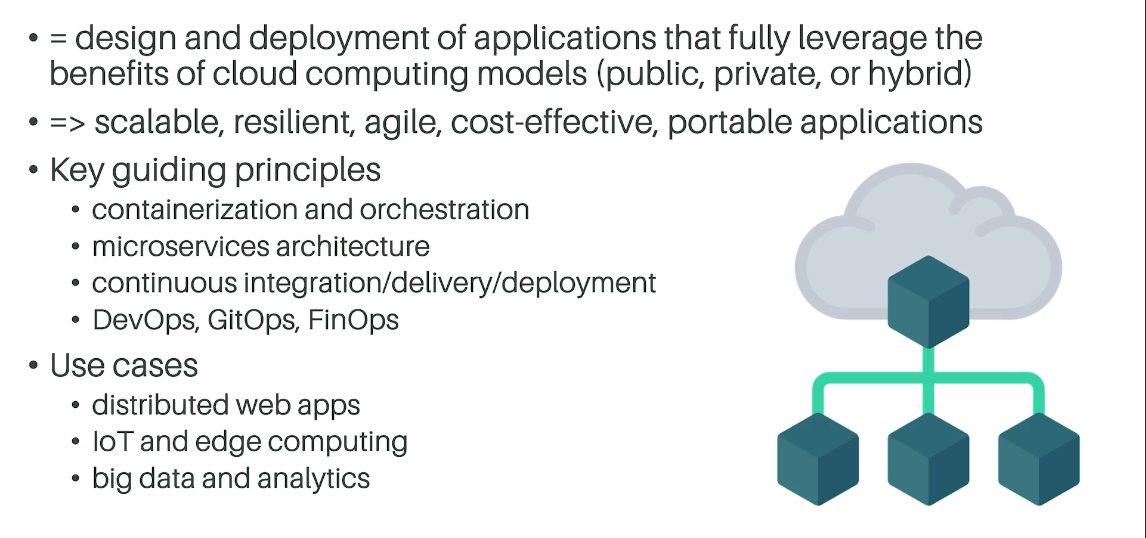 • = design and deployment of applications that fully leverage the
benefits of cloud computing models (public, private, or hybrid)
• => scalable, resilient, agile, cost-effective, portable applications
• Key guiding principles
• containerization and orchestration
• microservices architecture
• continuous integration/delivery/deployment
• DevOps, GitOps, FinOps
• Use cases
• distributed web apps
• IoT and edge computing
• big data and analytics